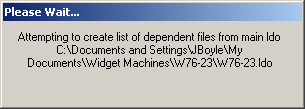 Please Wait...
Attempting to create list of dependent files from main ldo
C:\Documents and Settings\JBoyle\My
Documents\Widget Machines\W76-23\W76-23.ldo